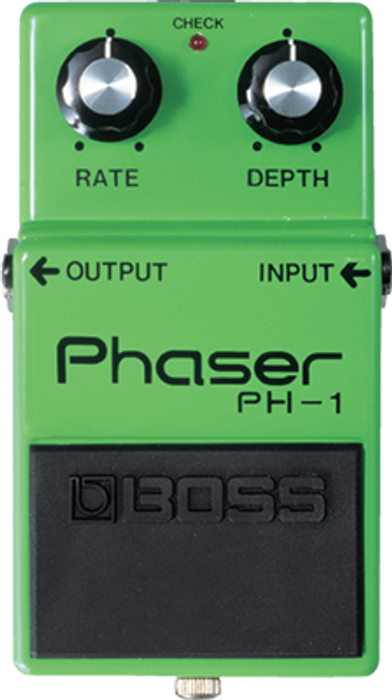 CHECK
RATE DEPTH
←OUTPUT INPUT←
Phaser
PH-1
BOSS